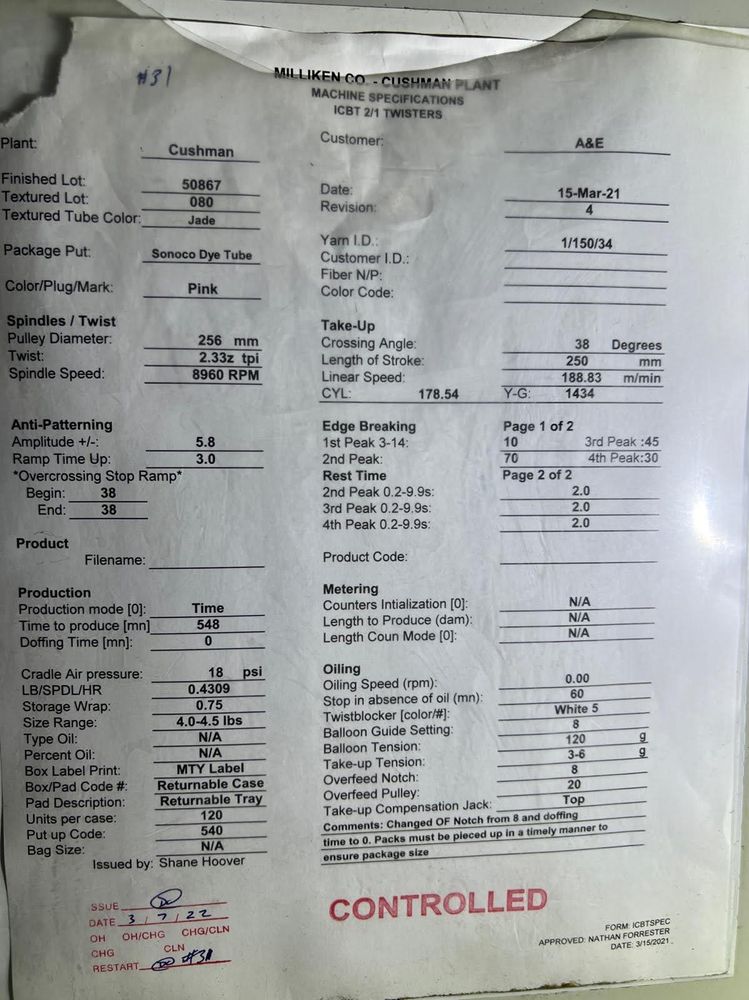 #31
MILLIKEN CO. - CUSHMAN PLANT
MACHINE SPECIFICATIONS
ICBT 2/1 TWISTERS
Plant: Cushman
Customer: A&E
Finished Lot: 50867
Textured Lot: 080
Textured Tube Color: Jade
Date: 15-Mar-21
Revision: 4
Package Put: Sonoco Dye Tube
Color/Plug/Mark: Pink
Yarn I.D.: 1/150/34
Customer I.D.:
Fiber N/P:
Color Code:
Spindles / Twist
Pulley Diameter: 256 mm
Twist: 2.33z tpi
Spindle Speed: 8960 RPM
Take-Up
Crossing Angle: 38 Degrees
Length of Stroke: 250 mm
Linear Speed: 188.83 m/min
CYL: 178.54 Y-G: 1434
Anti-Patterning
Amplitude +/-: 5.8
Ramp Time Up: 3.0
*Overcrossing Stop Ramp*
Begin: 38
End: 38
Edge Breaking Page 1 of 2
1st Peak 3-14: 10 3rd Peak :45
2nd Peak: 70 4th Peak:30
Rest Time Page 2 of 2
2nd Peak 0.2-9.9s: 2.0
3rd Peak 0.2-9.9s: 2.0
4th Peak 0.2-9.9s: 2.0
Product
Filename:
Product Code:
Production
Production mode [0]: Time
Time to produce [mn] 548
Doffing Time [mn]: 0
Metering
Counters Intialization [0]: N/A
Length to Produce (dam): N/A
Length Coun Mode [0]: N/A
Cradle Air pressure: 18 psi
LB/SPDL/HR 0.4309
Storage Wrap: 0.75
Size Range: 4.0-4.5 lbs
Type Oil: N/A
Percent Oil: N/A
Box Label Print: MTY Label
Box/Pad Code #: Returnable Case
Pad Description: Returnable Tray
Units per case: 120
Put up Code: 540
Bag Size: N/A
Issued by: Shane Hoover
Oiling
Oiling Speed (rpm): 0.00
Stop in absence of oil (mn): 60
Twistblocker [color/#]: White 5
Balloon Guide Setting: 8
Balloon Tension: 120 g
Take-up Tension: 3-6 g
Overfeed Notch: 8
Overfeed Pulley: 20
Take-up Compensation Jack: Top
Comments: Changed OF Notch from 8 and doffing
time to 0. Packs must be pieced up in a timely manner to
ensure package size
SSUE
DATE 3 / 7 / 22
OH OH/CHG CHG/CLN
CHG CLN
RESTART #31
CONTROLLED
FORM: ICBTSPEC
APPROVED: NATHAN FORRESTER
DATE: 3/15/2021